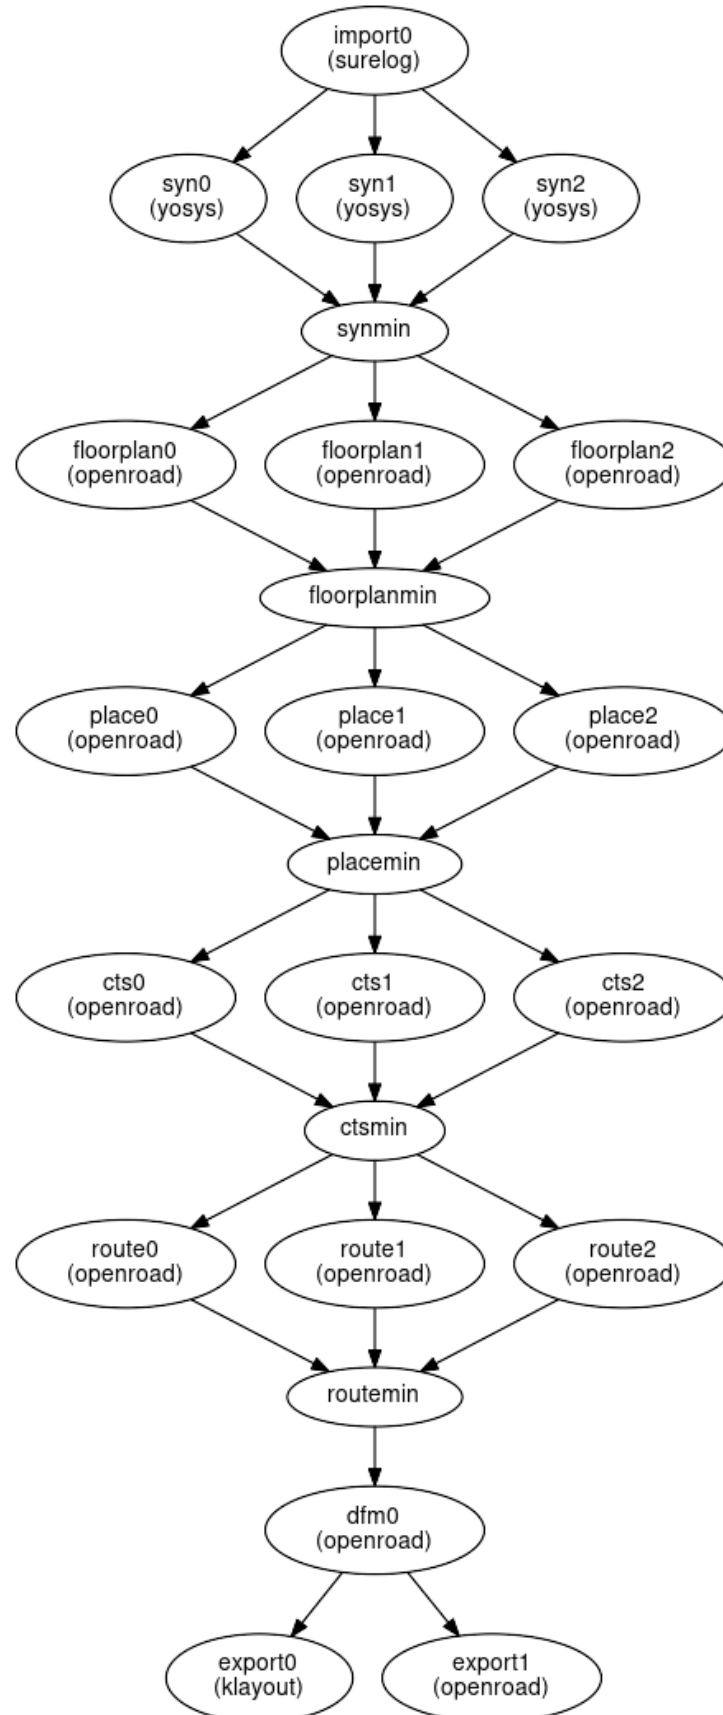 import0
(surelog)
syn0
(yosys)
syn1
(yosys)
syn2
(yosys)
synmin
floorplan0
(openroad)
floorplan1
(openroad)
floorplan2
(openroad)
floorplanmin
place0
(openroad)
place1
(openroad)
place2
(openroad)
placemin
cts0
(openroad)
cts1
(openroad)
cts2
(openroad)
ctsmin
route0
(openroad)
route1
(openroad)
route2
(openroad)
routemin
dfm0
(openroad)
export0
(klayout)
export1
(openroad)